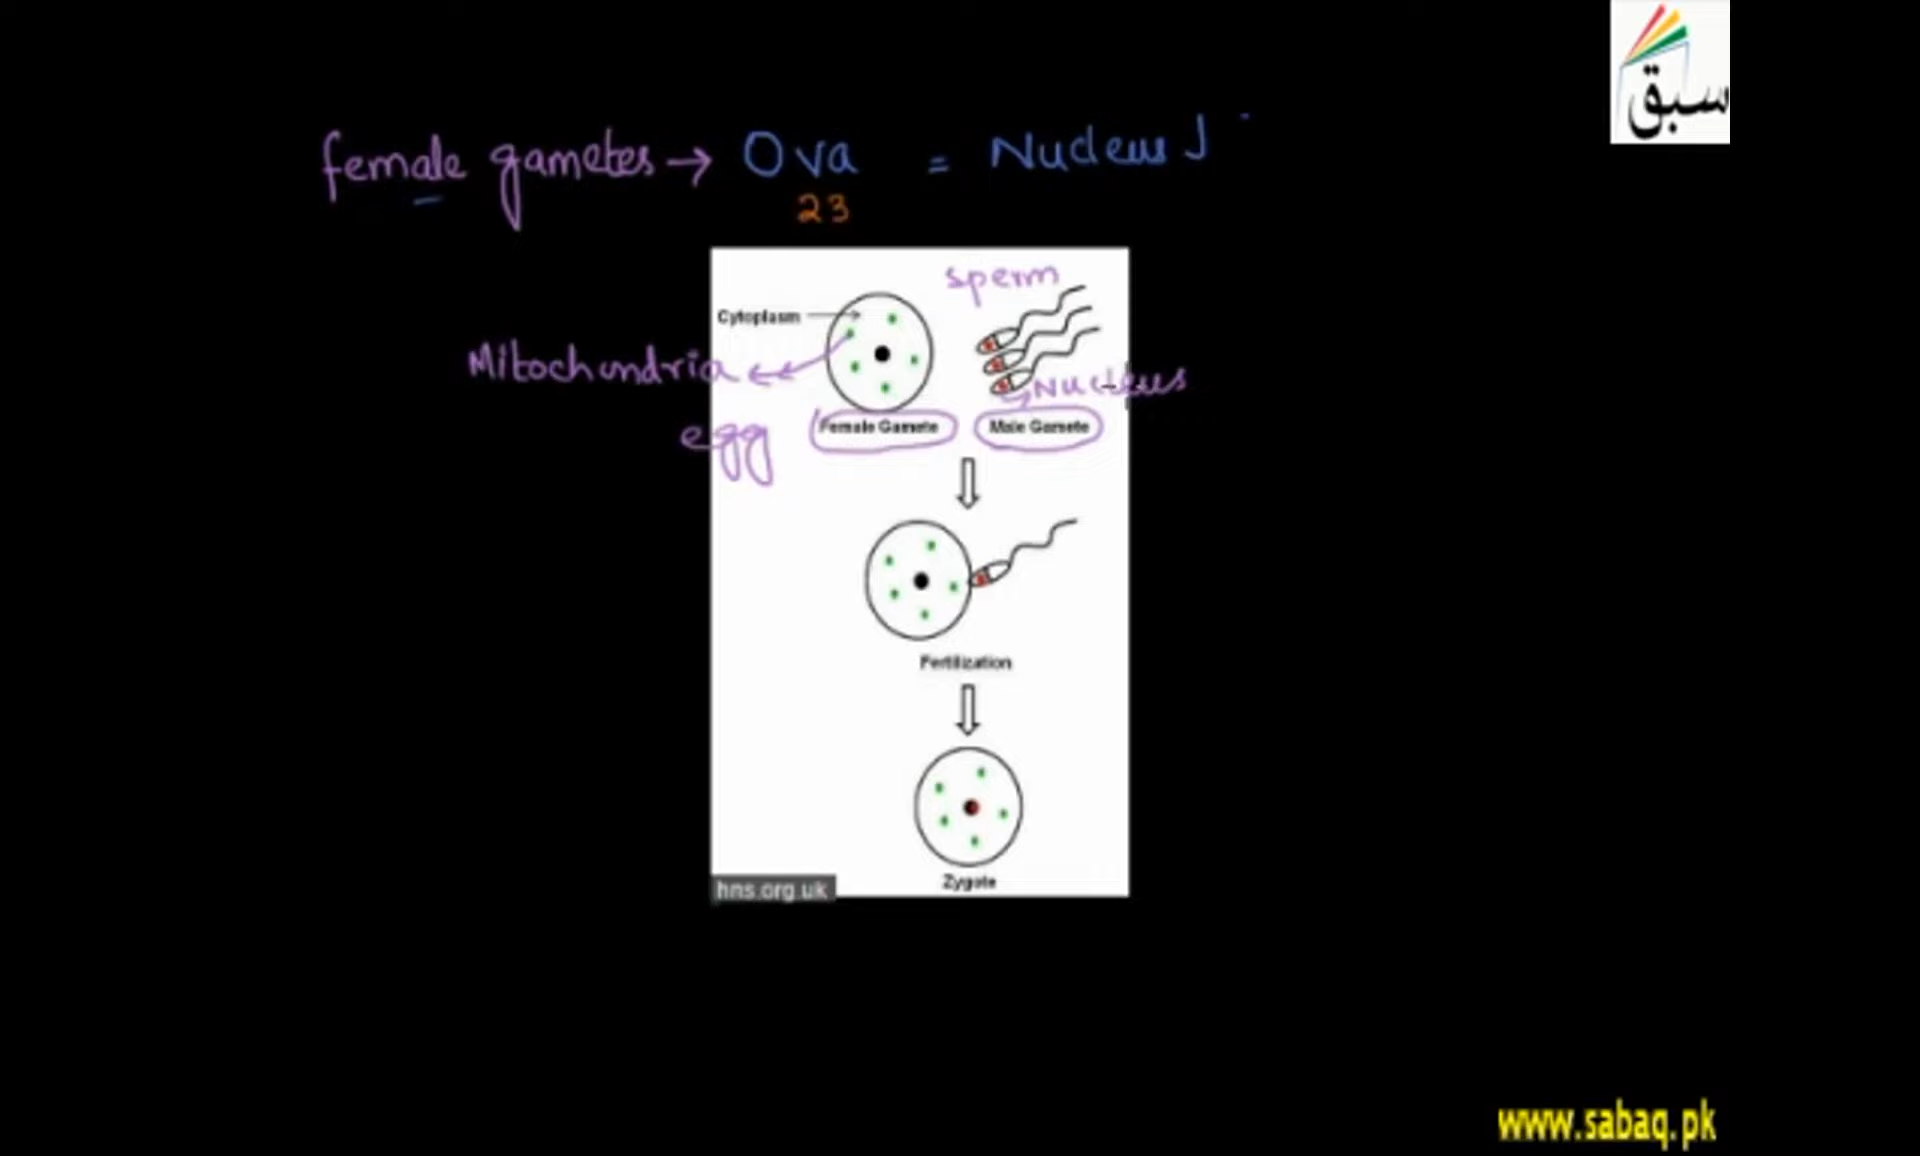 سبق
female gametes → Ova = Nucleus J
23
sperm
Cytoplasm
Mitochondria
Nucleus
egg
Female Gamete
Male Gamete
Fertilization
Zygote
hns.org.uk
www.sabaq.pk